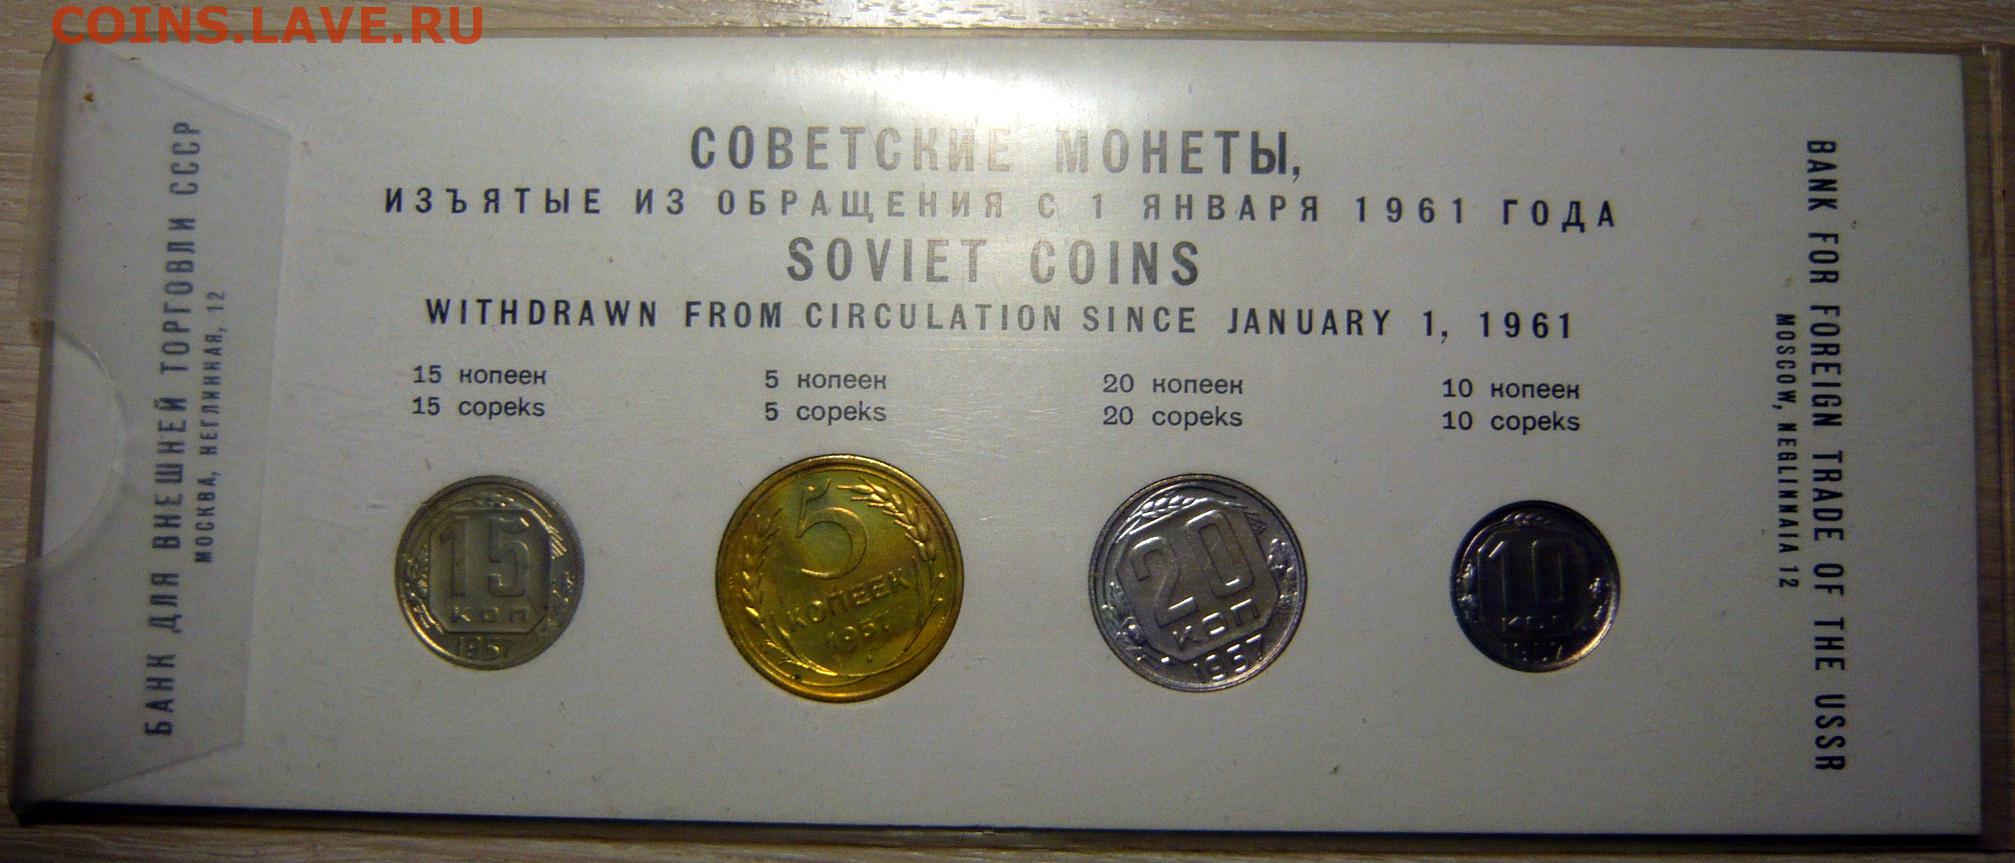 COINS.LAVE.RU
БАНК ДЛЯ ВНЕШНЕЙ ТОРГОВЛИ СССР
МОСКВА, НЕГЛИННАЯ, 12
СОВЕТСКИЕ МОНЕТЫ,
ИЗЪЯТЫЕ ИЗ ОБРАЩЕНИЯ С 1 ЯНВАРЯ 1961 ГОДА
SOVIET COINS
WITHDRAWN FROM CIRCULATION SINCE JANUARY 1, 1961
15 копеек
15 copeks
5 копеек
5 copeks
20 копеек
20 copeks
10 копеек
10 copeks
15
КОП
1957
5
КОПЕЕК
1957
20
КОП
1957
10
КОП
1957
BANK FOR FOREIGN TRADE OF THE USSR
MOSCOW, NEGLINNAIA 12